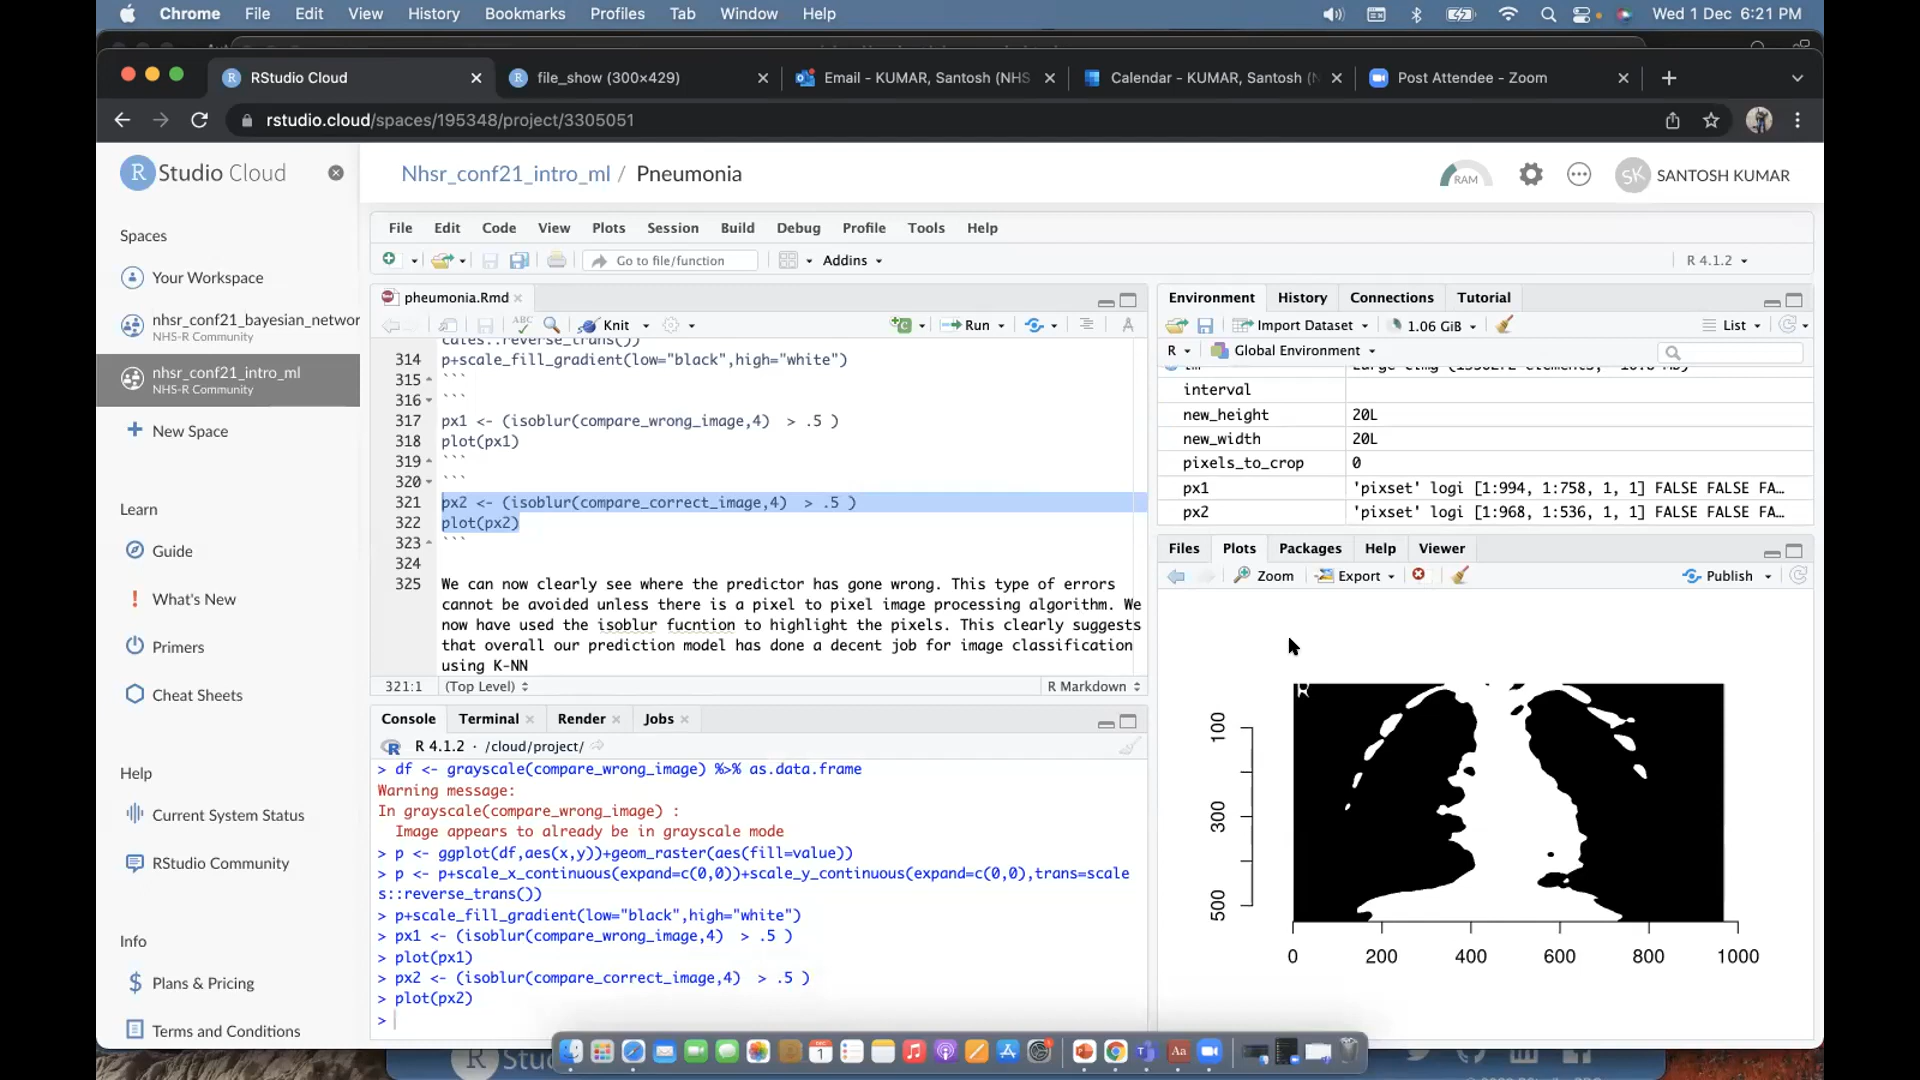 Chrome File Edit View History Bookmarks Profiles Tab Window Help Wed 1 Dec 6:21 PM
RStudio Cloud file_show (300×429) Email - KUMAR, Santosh (NHS Calendar - KUMAR, Santosh (N Post Attendee - Zoom
rstudio.cloud/spaces/195348/project/3305051
R Studio Cloud
Nhsr_conf21_intro_ml / Pneumonia
RAM
SK SANTOSH KUMAR
Spaces
Your Workspace
nhsr_conf21_bayesian_networ
NHS-R Community
nhsr_conf21_intro_ml
NHS-R Community
New Space
Learn
Guide
What's New
Primers
Cheat Sheets
Help
Current System Status
RStudio Community
Info
Plans & Pricing
Terms and Conditions
File Edit Code View Plots Session Build Debug Profile Tools Help
Go to file/function Addins R 4.1.2
pheumonia.Rmd
ABC Knit Run
cales::reverse_trans())
314 p+scale_fill_gradient(low="black",high="white")
315 ```
316 ```
317 px1 <- (isoblur(compare_wrong_image,4) > .5 )
318 plot(px1)
319 ```
320 ```
321 px2 <- (isoblur(compare_correct_image,4) > .5 )
322 plot(px2)
323 ```
324
325 We can now clearly see where the predictor has gone wrong. This type of errors
cannot be avoided unless there is a pixel to pixel image processing algorithm. We
now have used the isoblur fucntion to highlight the pixels. This clearly suggests
that overall our prediction model has done a decent job for image classification
using K-NN
321:1 (Top Level) R Markdown
Console Terminal Render Jobs
R 4.1.2 · /cloud/project/
> df <- grayscale(compare_wrong_image) %>% as.data.frame
Warning message:
In grayscale(compare_wrong_image) :
Image appears to already be in grayscale mode
> p <- ggplot(df,aes(x,y))+geom_raster(aes(fill=value))
> p <- p+scale_x_continuous(expand=c(0,0))+scale_y_continuous(expand=c(0,0),trans=scale
s::reverse_trans())
> p+scale_fill_gradient(low="black",high="white")
> px1 <- (isoblur(compare_wrong_image,4) > .5 )
> plot(px1)
> px2 <- (isoblur(compare_correct_image,4) > .5 )
> plot(px2)
>
Environment History Connections Tutorial
Import Dataset 1.06 GiB List
R Global Environment
interval
new_height 20L
new_width 20L
pixels_to_crop 0
px1 'pixset' logi [1:994, 1:758, 1, 1] FALSE FALSE FA…
px2 'pixset' logi [1:968, 1:536, 1, 1] FALSE FALSE FA…
Files Plots Packages Help Viewer
Zoom Export Publish
R
100
300
500
0 200 400 600 800 1000